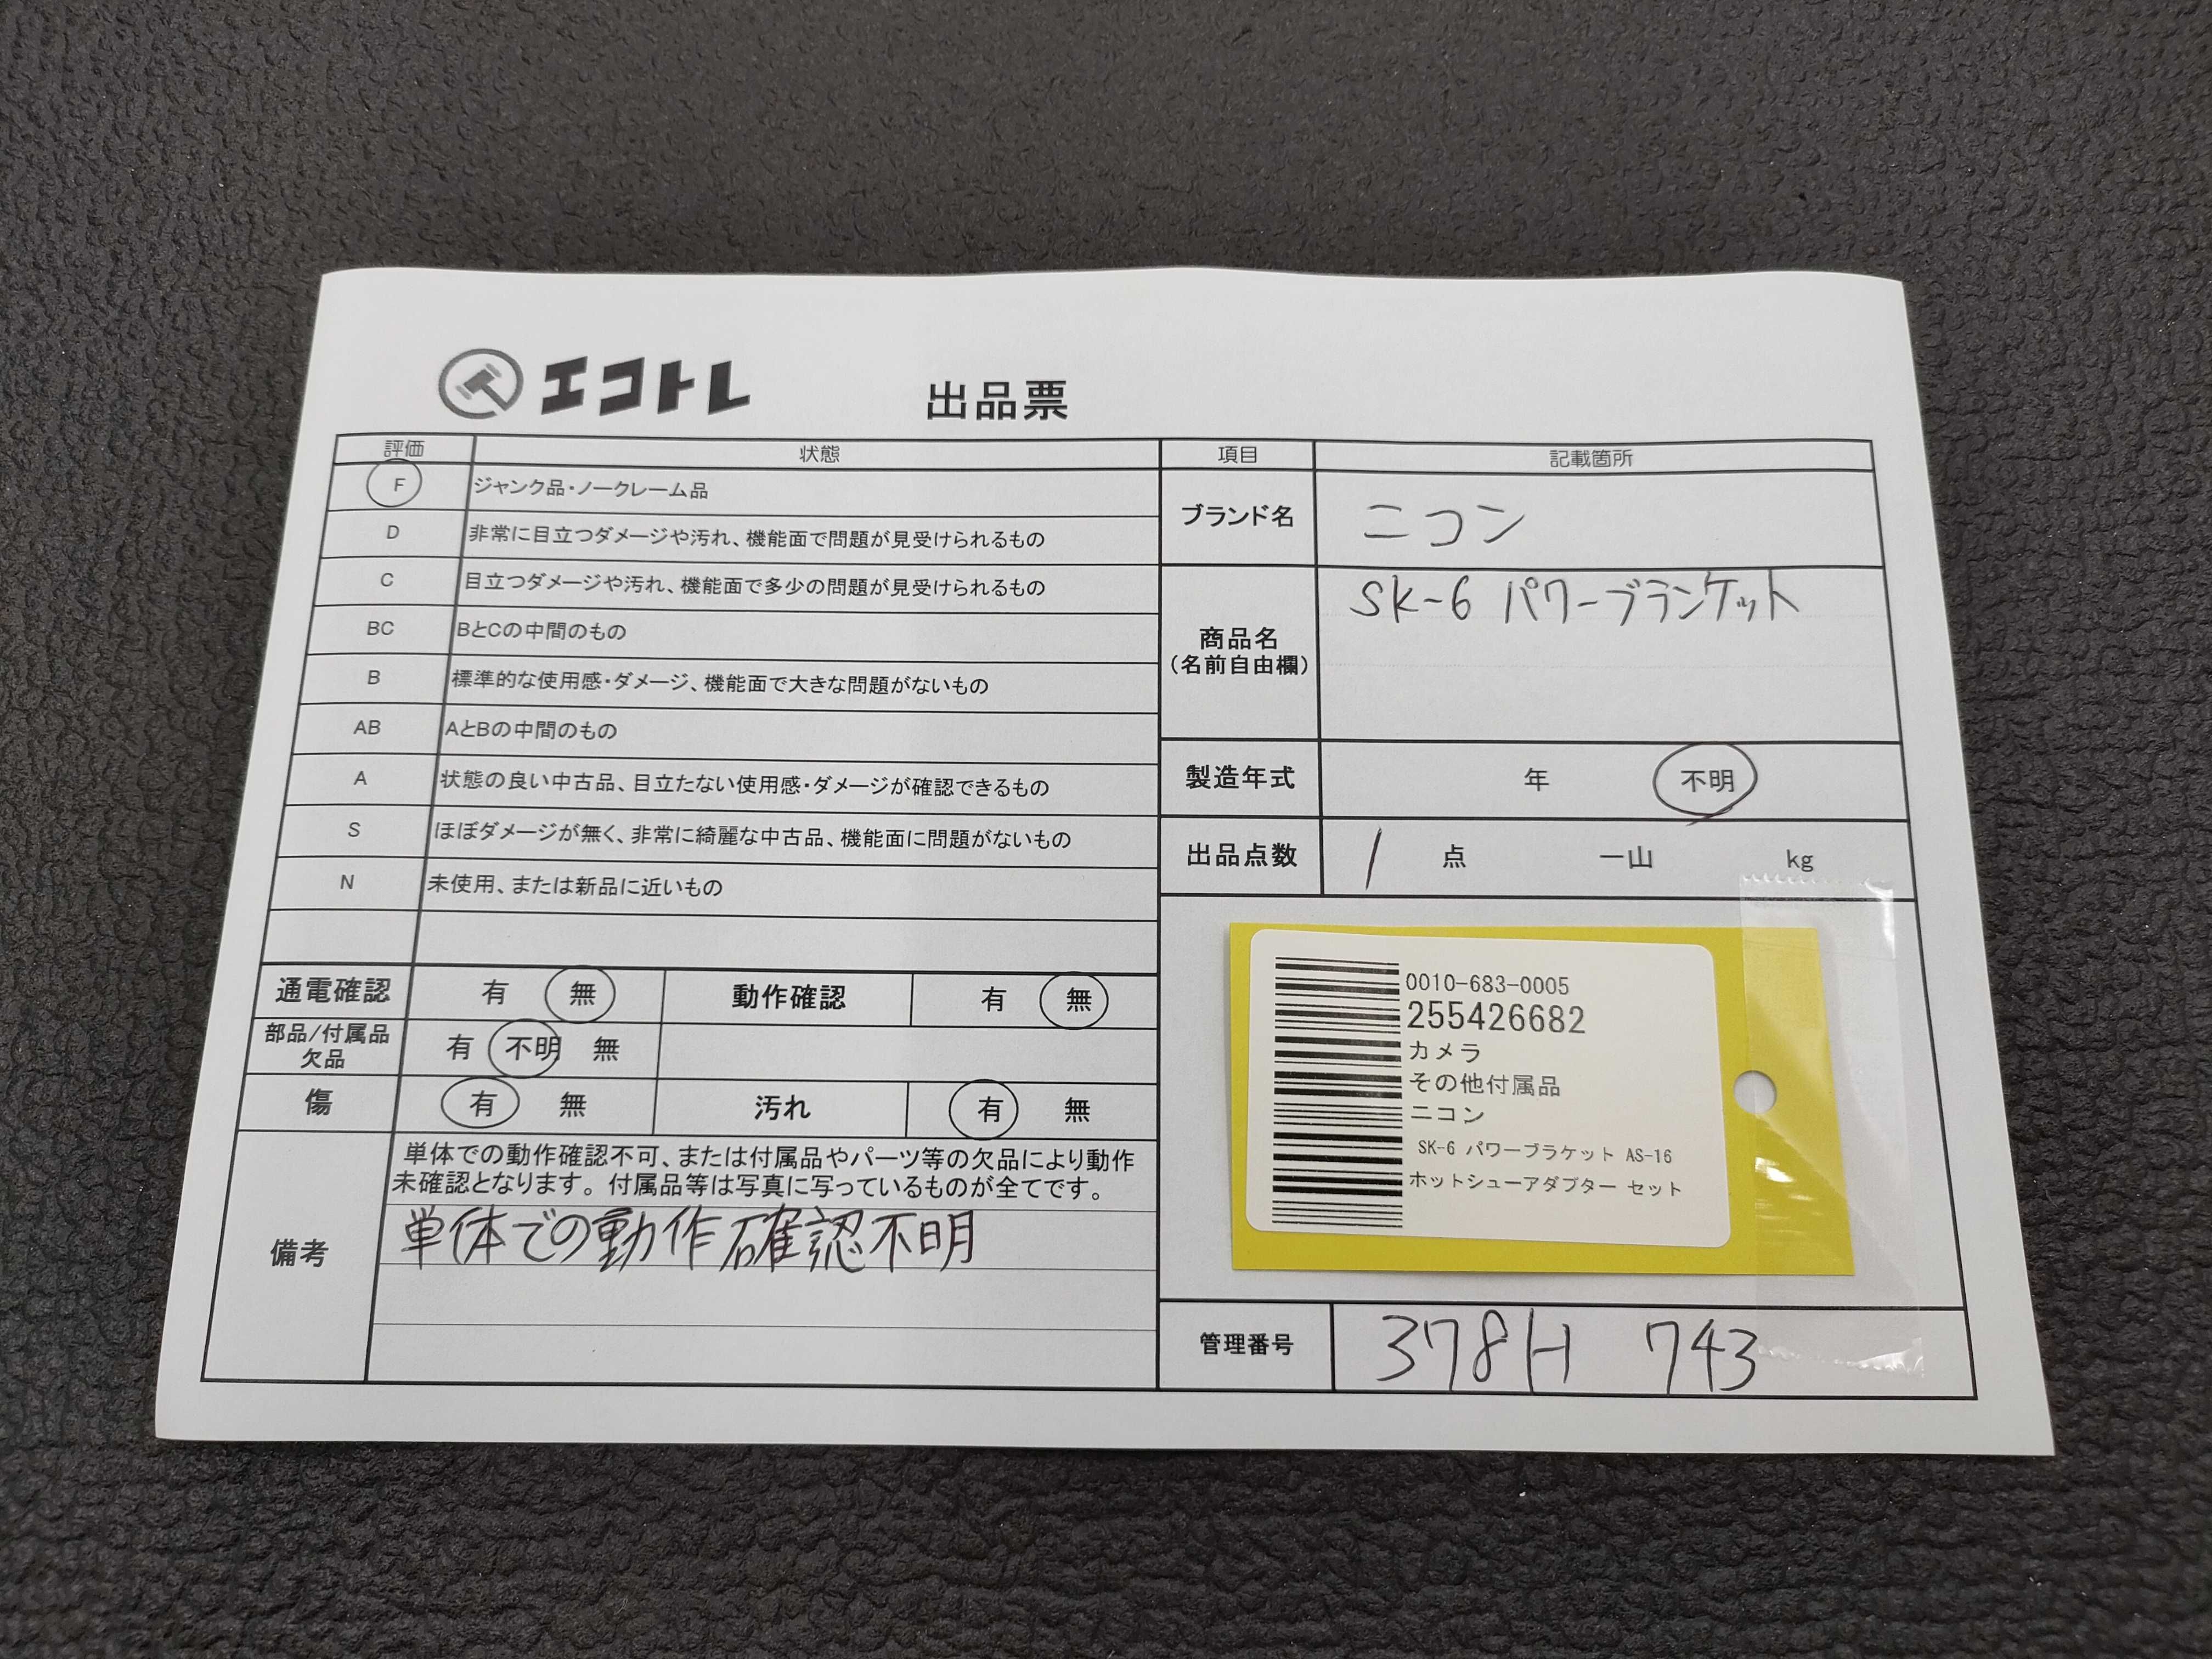 エコトレ
出品票
評価 状態
F ジャンク品・ノークレーム品
D 非常に目立つダメージや汚れ、機能面で問題が見受けられるもの
C 目立つダメージや汚れ、機能面で多少の問題が見受けられるもの
BC BとCの中間のもの
B 標準的な使用感・ダメージ、機能面で大きな問題がないもの
AB AとBの中間のもの
A 状態の良い中古品、目立たない使用感・ダメージが確認できるもの
S ほぼダメージが無く、非常に綺麗な中古品、機能面に問題がないもの
N 未使用、または新品に近いもの
通電確認 有 無 動作確認 有 無
部品/付属品
欠品
有 不明 無
傷 有 無 汚れ 有 無
備考
単体での動作確認不可、または付属品やパーツ等の欠品により動作
未確認となります。付属品等は写真に写っているものが全てです。
単体での動作確認不明
項目 記載箇所
ブランド名 ニコン
商品名
(名前自由欄)
SK-6 パワーブランケット
製造年式 年 不明
出品点数 1 点 一山 kg
0010-683-0005
255426682
カメラ
その他付属品
ニコン
SK-6 パワーブラケット AS-16
ホットシューアダプター セット
管理番号 378H 743